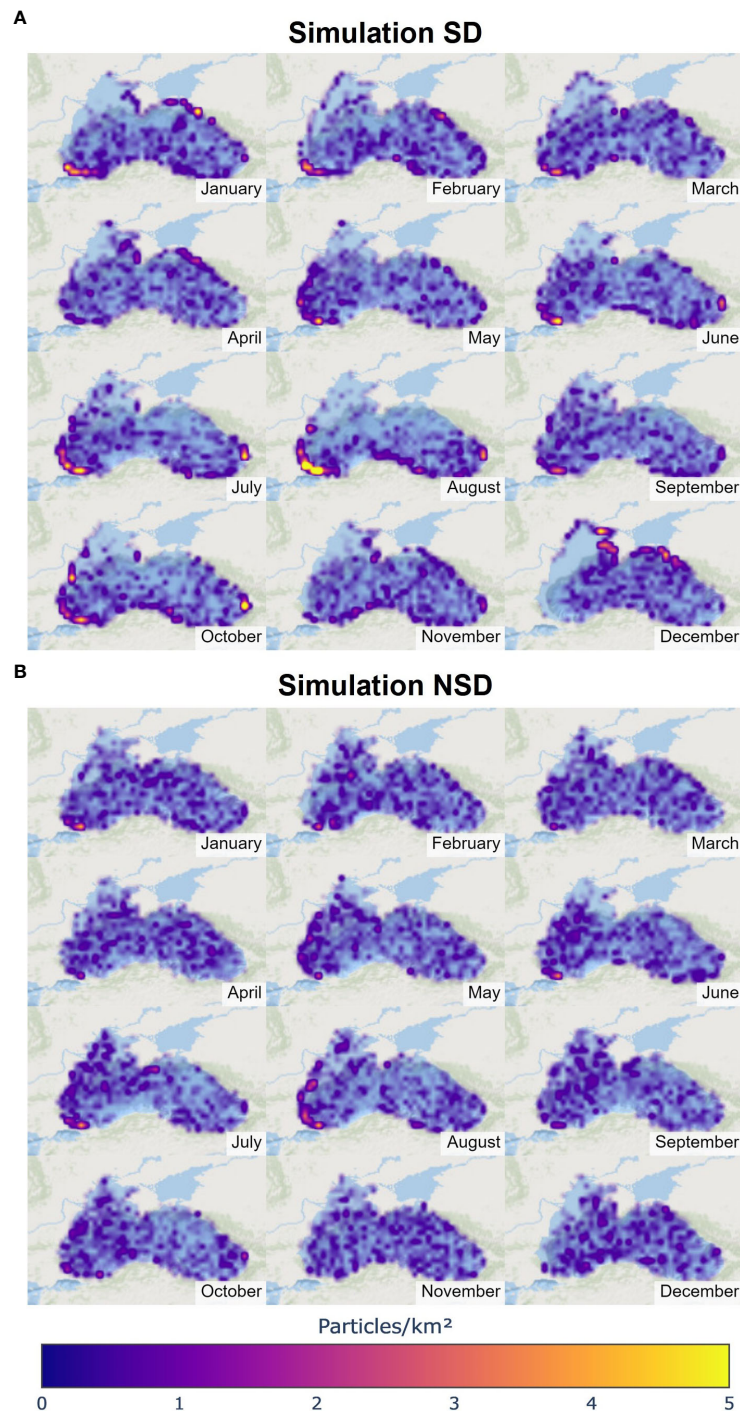 A
Simulation SD
January
February
March
April
May
June
July
August
September
October
November
December
B
Simulation NSD
January
February
March
April
May
June
July
August
September
October
November
December
Particles/km²
0 1 2 3 4 5